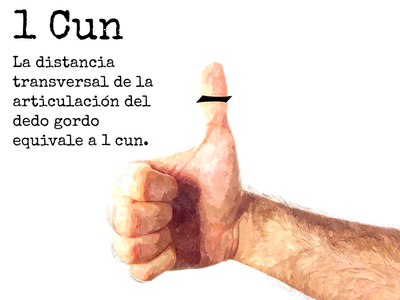 1 Cun
La distancia
transversal de la
articulación del
dedo gordo
equivale a 1 cun.